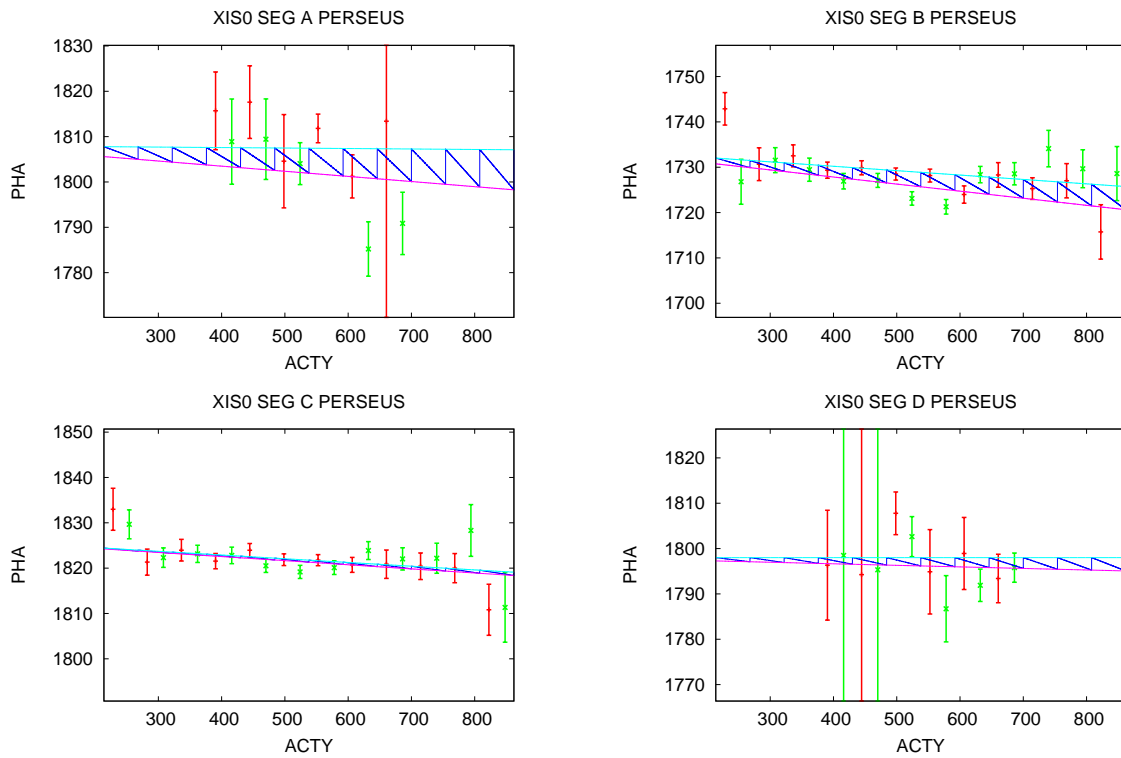 XIS0 SEG A PERSEUS
1830
1820
1810
1800
1790
1780
PHA
300 400 500 600 700 800
ACTY
XIS0 SEG B PERSEUS
1750
1740
1730
1720
1710
1700
PHA
300 400 500 600 700 800
ACTY
XIS0 SEG C PERSEUS
1850
1840
1830
1820
1810
1800
PHA
300 400 500 600 700 800
ACTY
XIS0 SEG D PERSEUS
1820
1810
1800
1790
1780
1770
PHA
300 400 500 600 700 800
ACTY